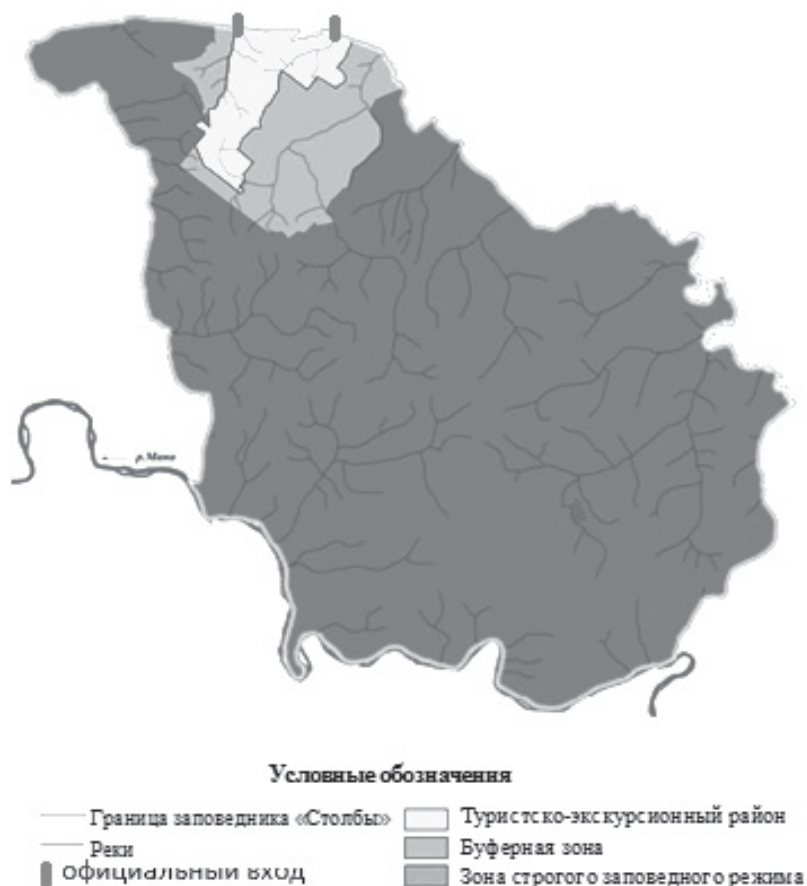 р.Мана
Условные обозначения
Граница заповедника «Столбы»
Реки
официальный вход
Туристско-экскурсионный район
Буферная зона
Зона строгого заповедного режима